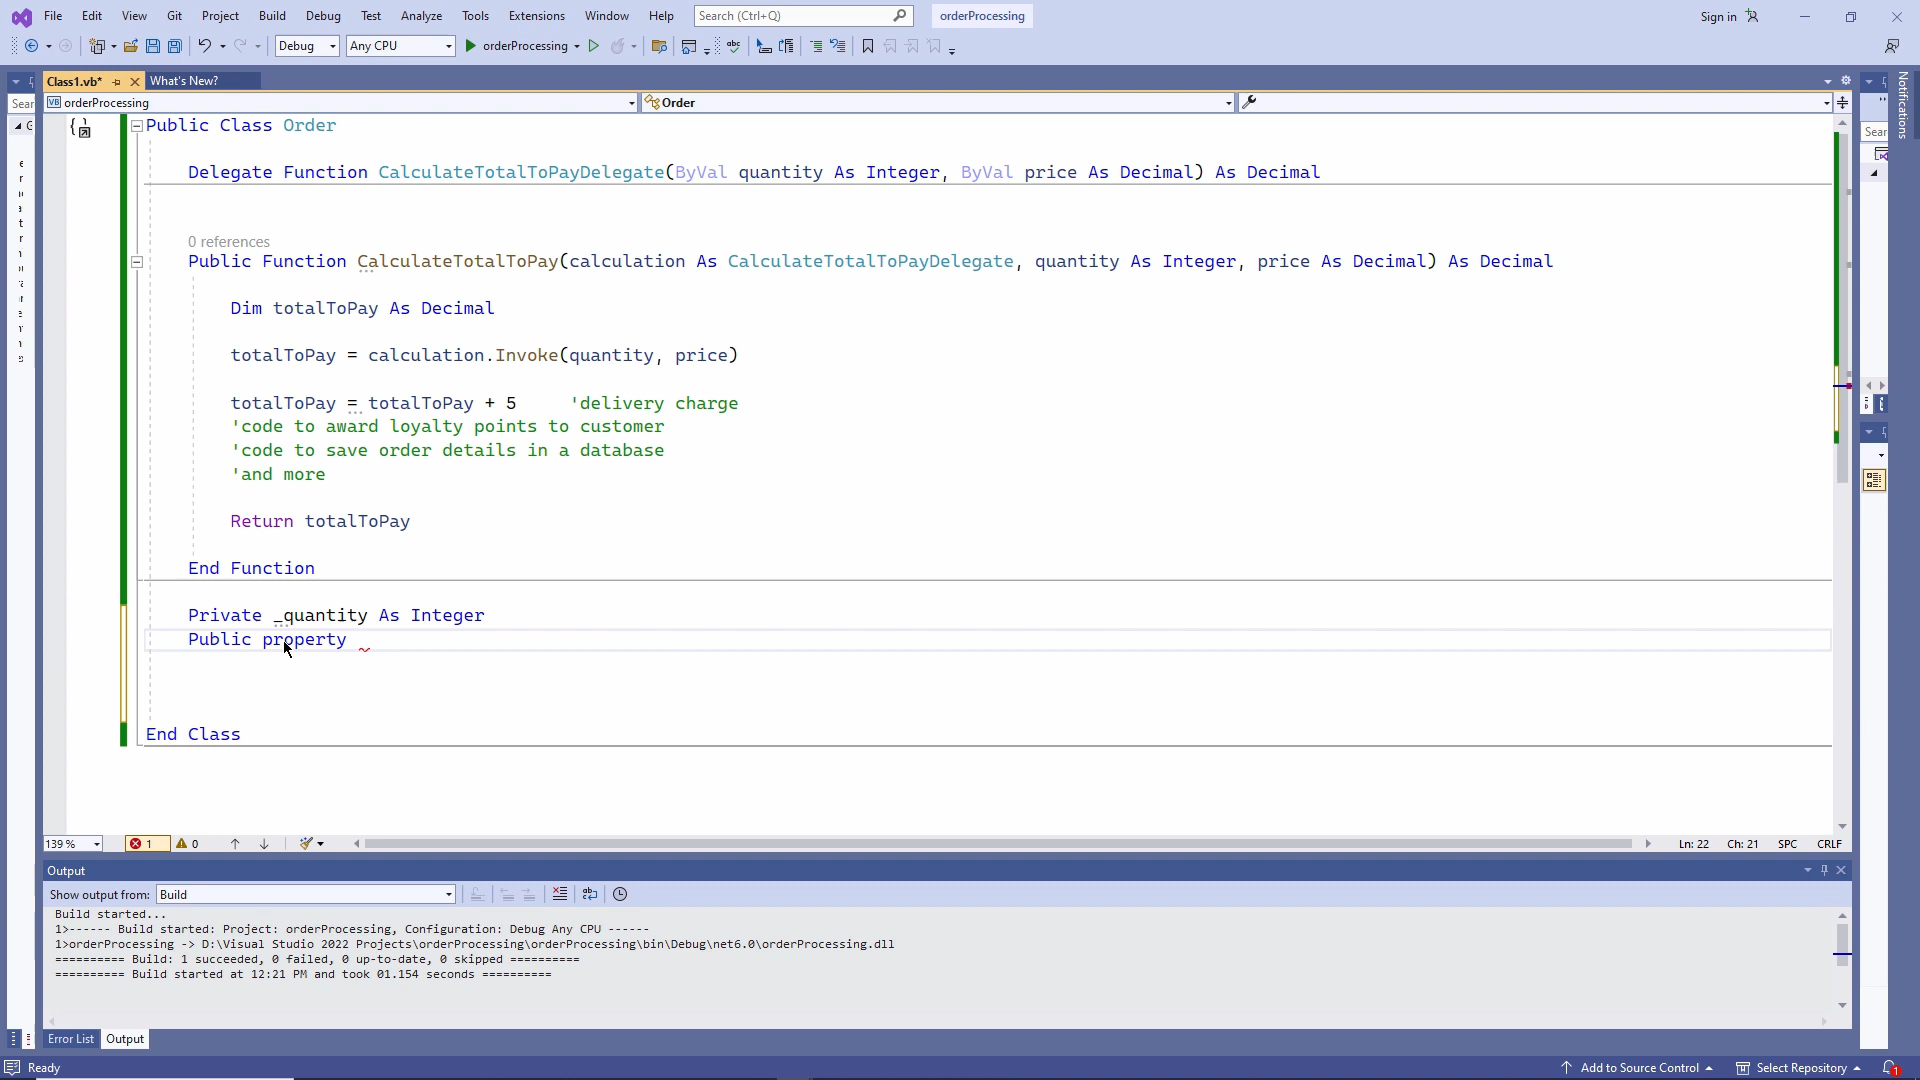 File Edit View Git Project Build Debug Test Analyze Tools Extensions Window Help Search (Ctrl+Q) orderProcessing Sign in
Debug Any CPU orderProcessing
Class1.vb* What's New?
Sear orderProcessing Order
Public Class Order
Delegate Function CalculateTotalToPayDelegate(ByVal quantity As Integer, ByVal price As Decimal) As Decimal
0 references
Public Function CalculateTotalToPay(calculation As CalculateTotalToPayDelegate, quantity As Integer, price As Decimal) As Decimal
Dim totalToPay As Decimal
totalToPay = calculation.Invoke(quantity, price)
totalToPay = totalToPay + 5 'delivery charge
'code to award loyalty points to customer
'code to save order details in a database
'and more
Return totalToPay
End Function
Private _quantity As Integer
Public property
End Class
139 % 1 0 Ln: 22 Ch: 21 SPC CRLF
Output
Show output from: Build
Build started...
1>------ Build started: Project: orderProcessing, Configuration: Debug Any CPU ------
1>orderProcessing -> D:\Visual Studio 2022 Projects\orderProcessing\orderProcessing\bin\Debug\net6.0\orderProcessing.dll
========== Build: 1 succeeded, 0 failed, 0 up-to-date, 0 skipped ==========
========== Build started at 12:21 PM and took 01.154 seconds ==========
Error List Output
Ready Add to Source Control Select Repository 1
Notifications
Sear